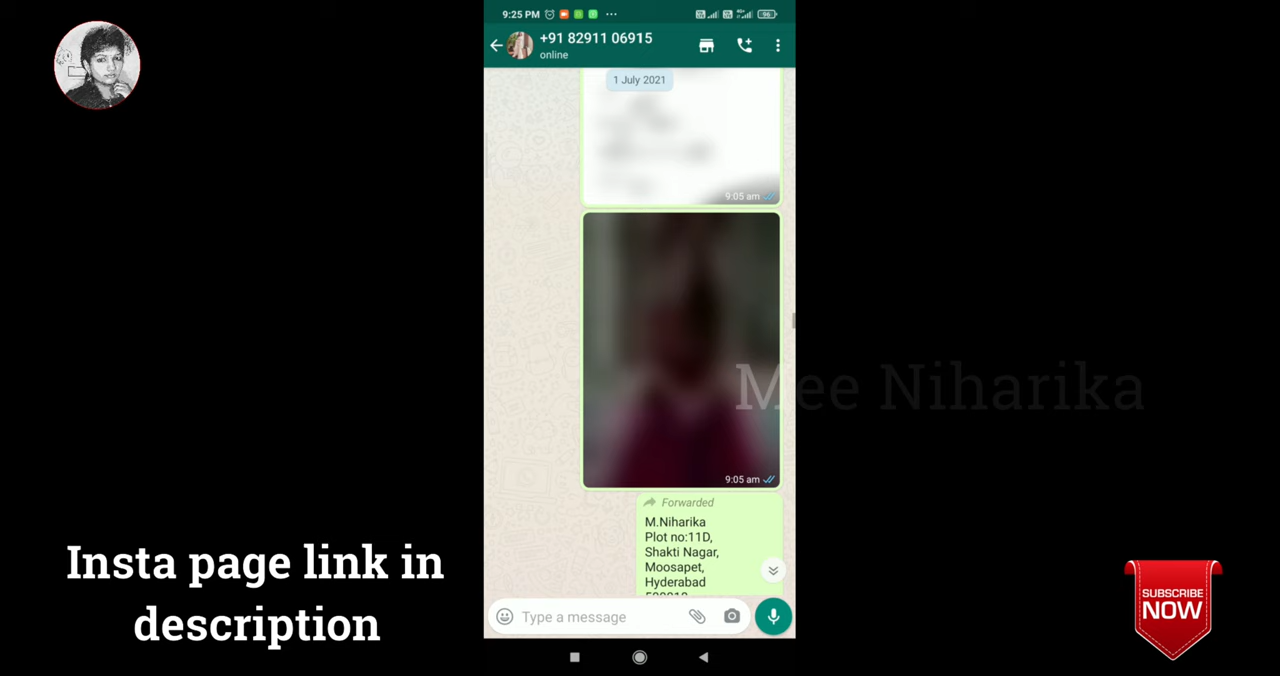 9:25 PM
+91 82911 06915
online
1 July 2021
9:05 am
9:05 am
Mee Niharika
Forwarded
M.Niharika
Plot no:11D,
Shakti Nagar,
Moosapet,
Hyderabad
Type a message
Insta page link in
description
SUBSCRIBE
NOW